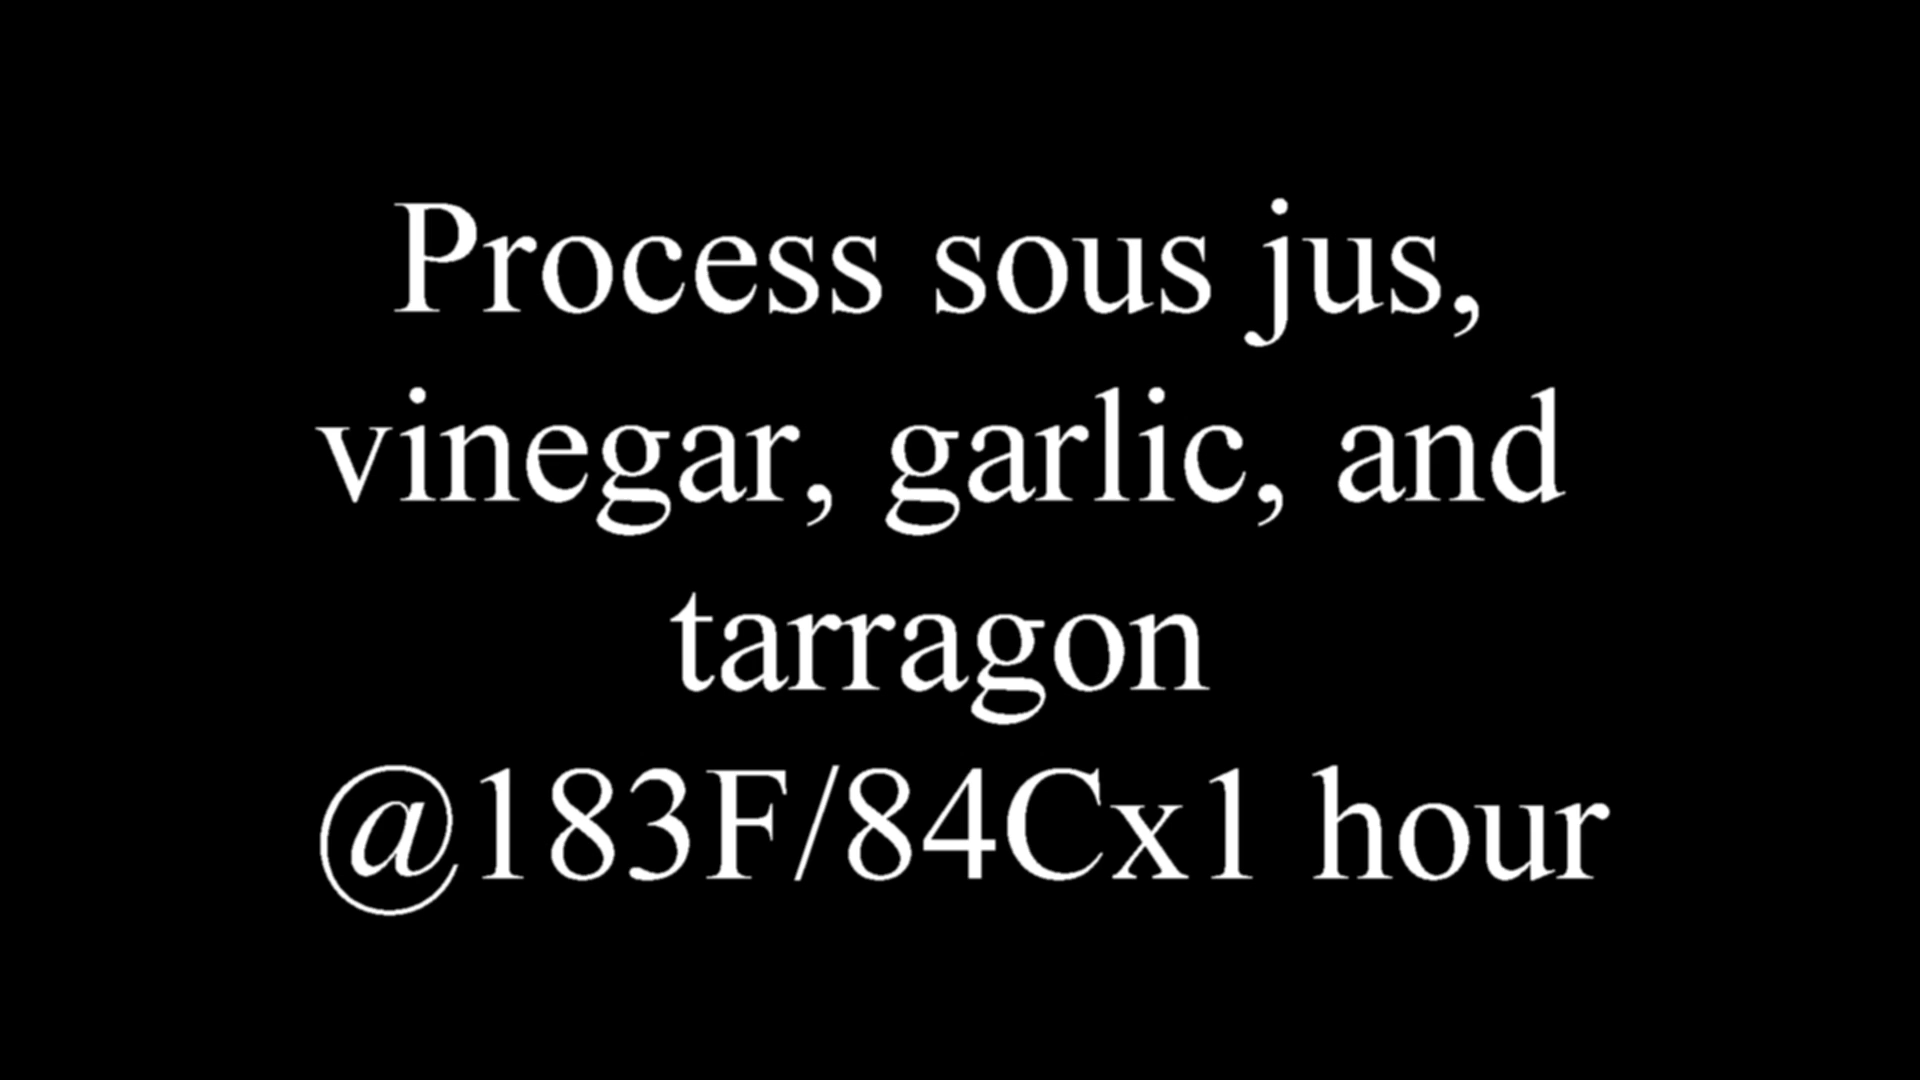 Process sous jus,
vinegar, garlic, and
tarragon
@183F/84Cx1 hour